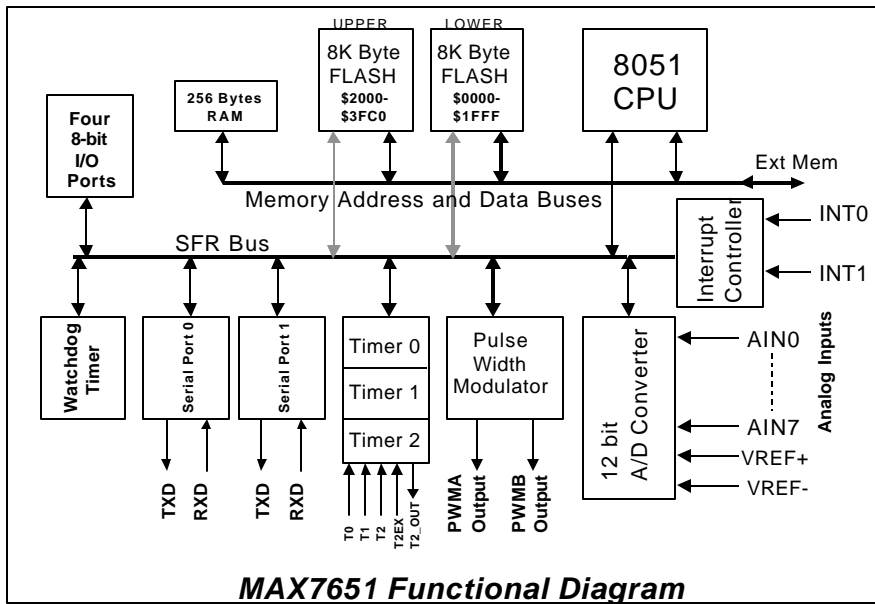 UPPER
LOWER
8K Byte
FLASH
$2000-
$3FC0
8K Byte
FLASH
$0000-
$1FFF
8051
CPU
256 Bytes
RAM
Four
8-bit
I/O
Ports
Ext Mem
Memory Address and Data Buses
SFR Bus
Interrupt
Controller
INT0
INT1
Watchdog
Timer
Serial Port 0
Serial Port 1
Timer 0
Timer 1
Timer 2
Pulse
Width
Modulator
12 bit
A/D Converter
AIN0
AIN7
Analog Inputs
VREF+
VREF-
TXD
RXD
TXD
RXD
T0
T1
T2
T2EX
T2_OUT
PWMA
Output
PWMB
Output
MAX7651 Functional Diagram